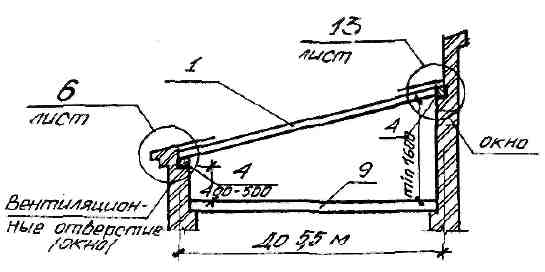 13
лист
6
лист
1
4
окно
4
400-500
min 1600
9
Вентиляцион-
ные отверстие
(окно)
До 5,5 м